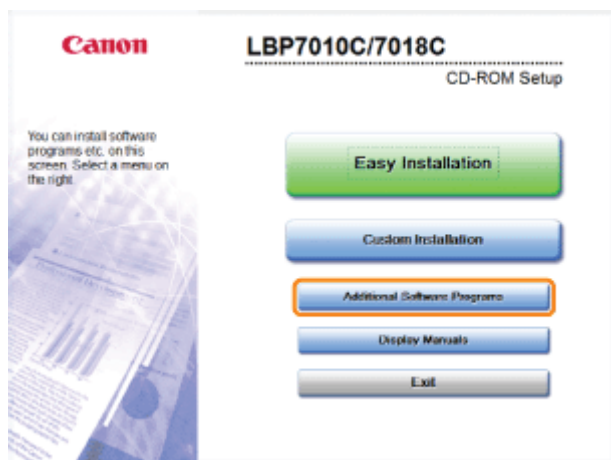 Canon
LBP7010C/7018C
CD-ROM Setup
You can install software
programs etc. on this
screen. Select a menu on
the right.
Easy Installation
Custom Installation
Additional Software Programs
Display Manuals
Exit